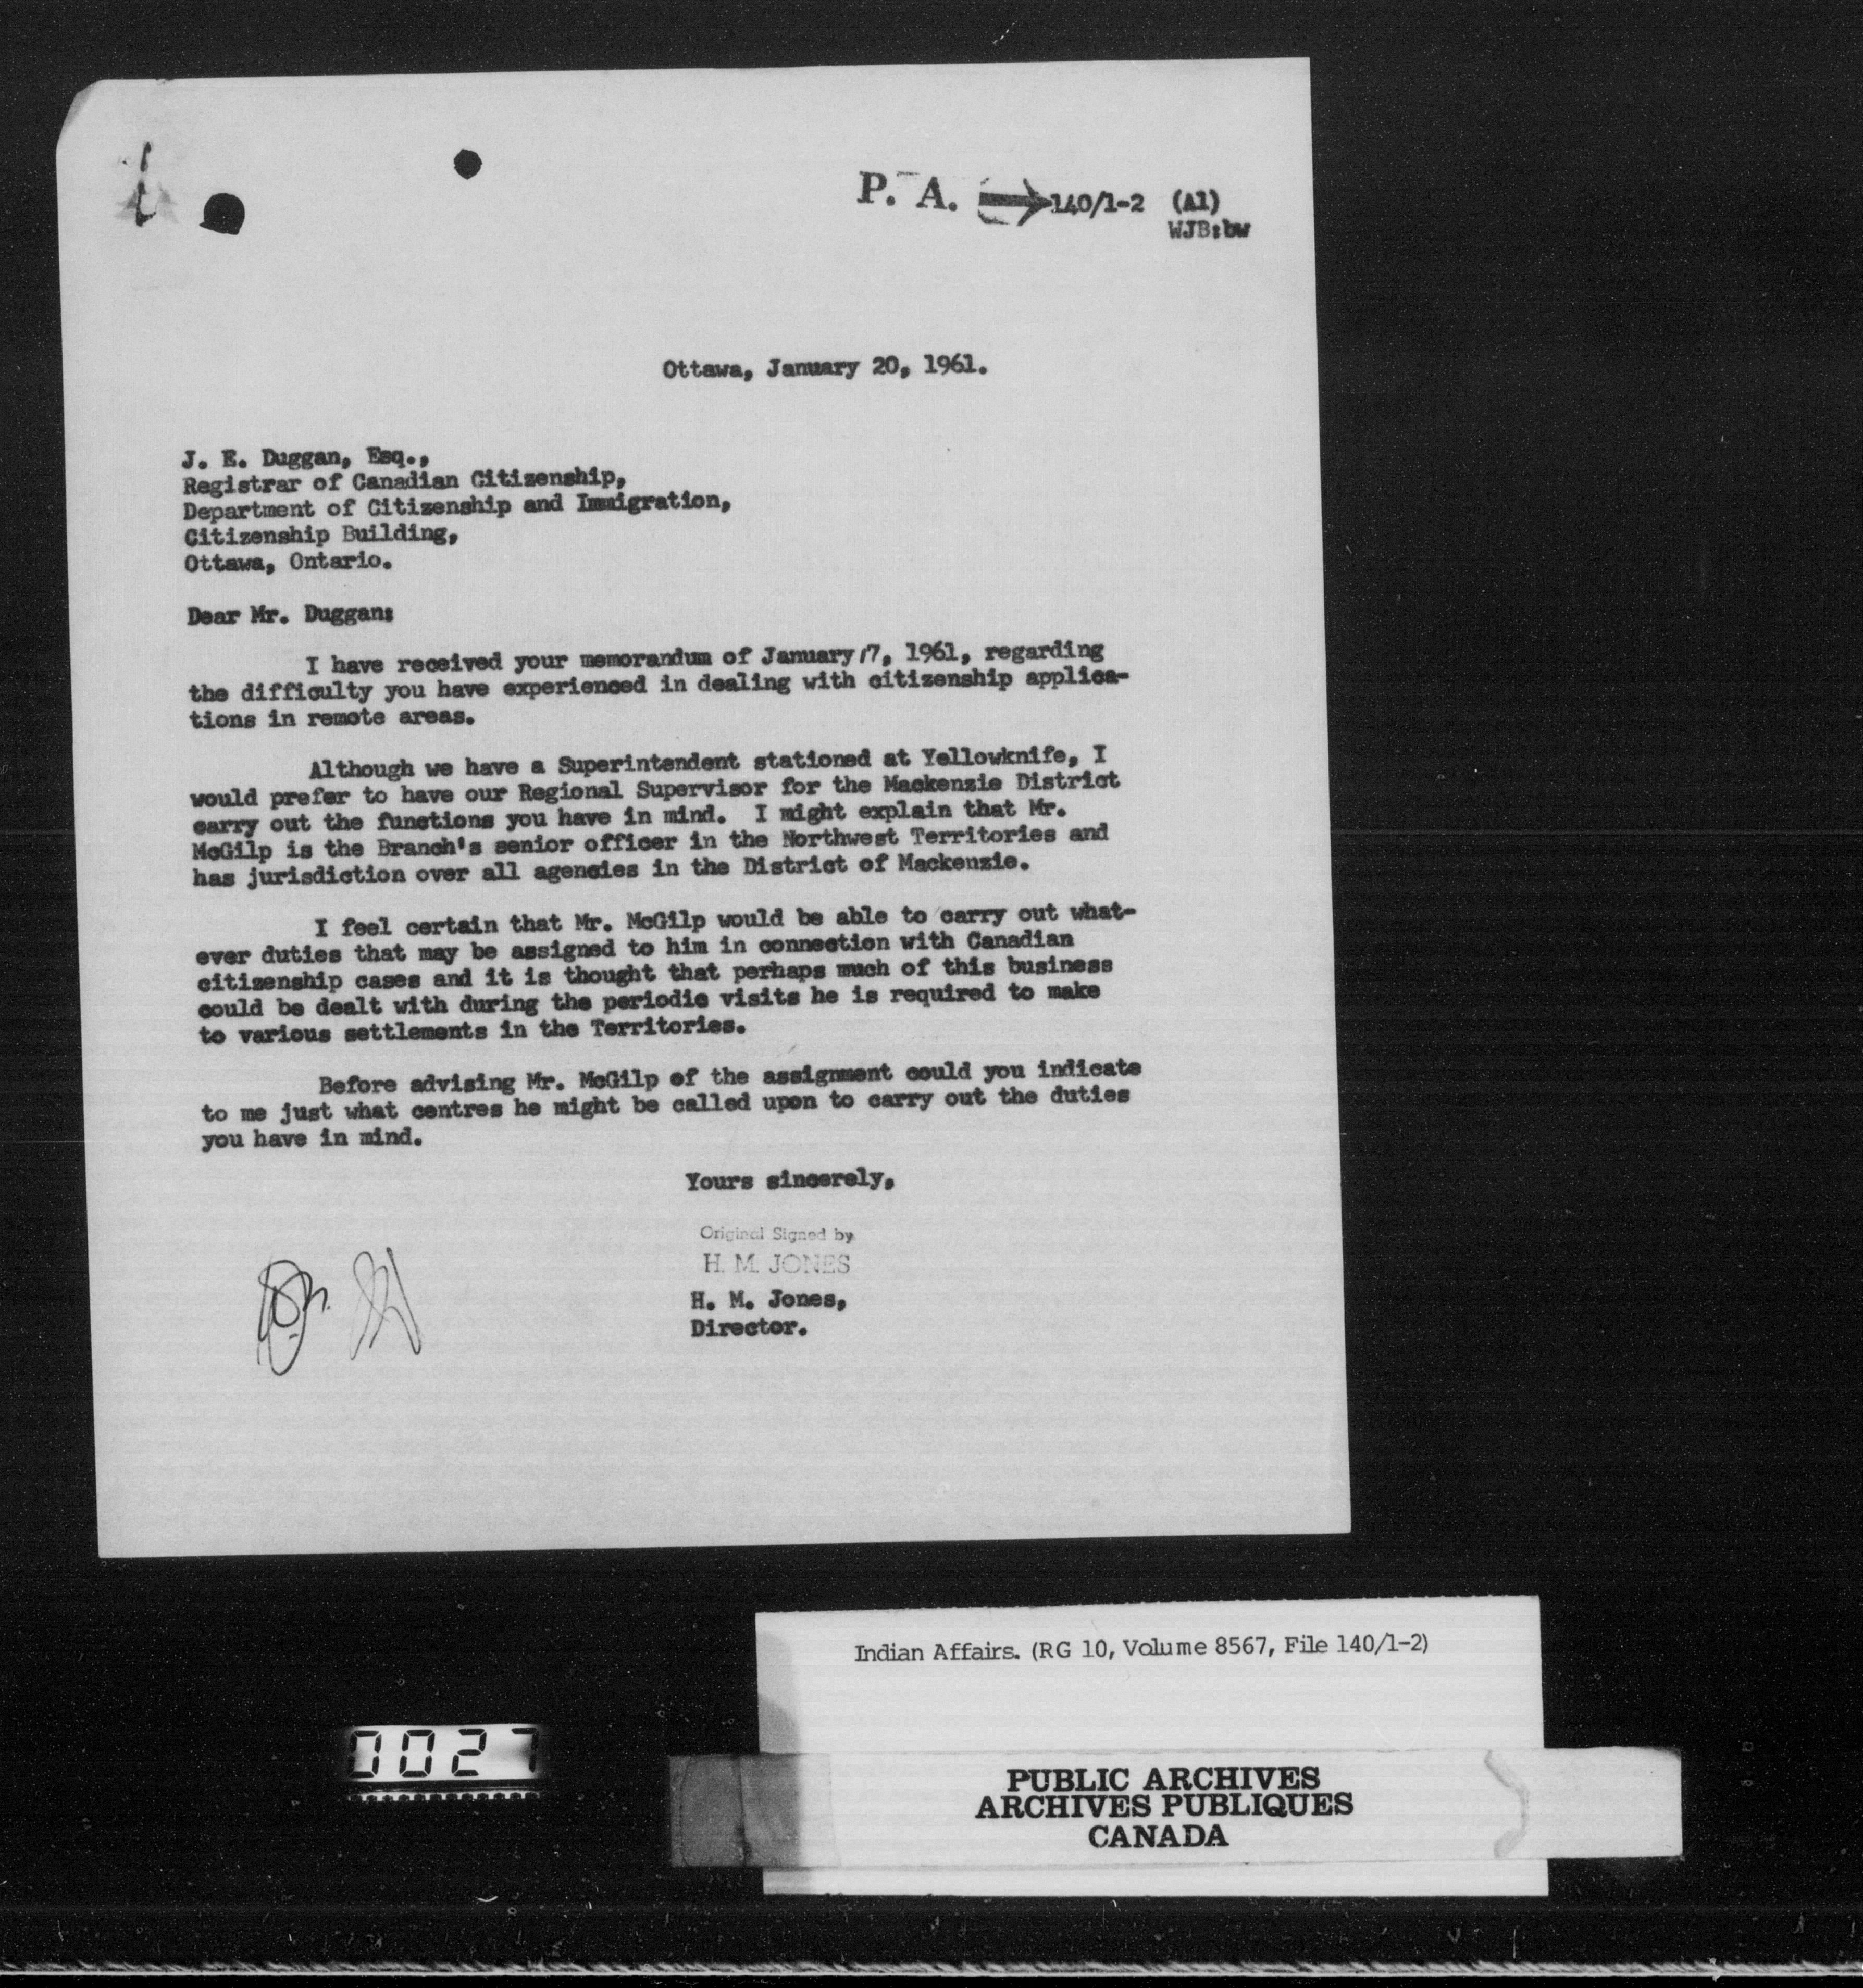 P. A. 140/1-2 (A1)
WJB:bw
Ottawa, January 20, 1961.
J. E. Duggan, Esq.,
Registrar of Canadian Citizenship,
Department of Citizenship and Immigration,
Citizenship Building,
Ottawa, Ontario.
Dear Mr. Duggan:
I have received your memorandum of January 17, 1961, regarding
the difficulty you have experienced in dealing with citizenship applica-
tions in remote areas.
Although we have a Superintendent stationed at Yellowknife, I
would prefer to have our Regional Supervisor for the Mackenzie District
carry out the functions you have in mind. I might explain that Mr.
McGilp is the Branch's senior officer in the Northwest Territories and
has jurisdiction over all agencies in the District of Mackenzie.
I feel certain that Mr. McGilp would be able to carry out what-
ever duties that may be assigned to him in connection with Canadian
citizenship cases and it is thought that perhaps much of this business
could be dealt with during the periodic visits he is required to make
to various settlements in the Territories.
Before advising Mr. McGilp of the assignment could you indicate
to me just what centres he might be called upon to carry out the duties
you have in mind.
Yours sincerely,
Original Signed by
H. M. JONES
H. M. Jones,
Director.
Indian Affairs. (RG 10, Volume 8567, File 140/1-2)
0027
PUBLIC ARCHIVES
ARCHIVES PUBLIQUES
CANADA